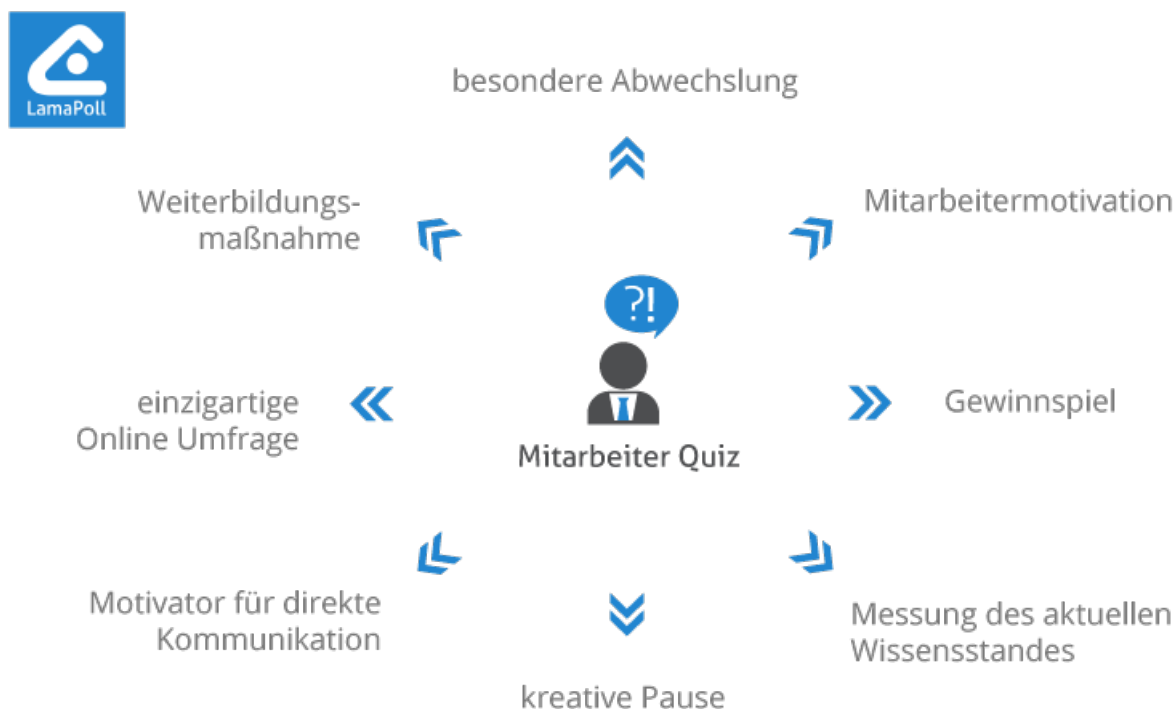 LamaPoll
besondere Abwechslung
Weiterbildungs-
maßnahme
Mitarbeitermotivation
?!
einzigartige
Online Umfrage
Gewinnspiel
Mitarbeiter Quiz
Motivator für direkte
Kommunikation
Messung des aktuellen
Wissensstandes
kreative Pause